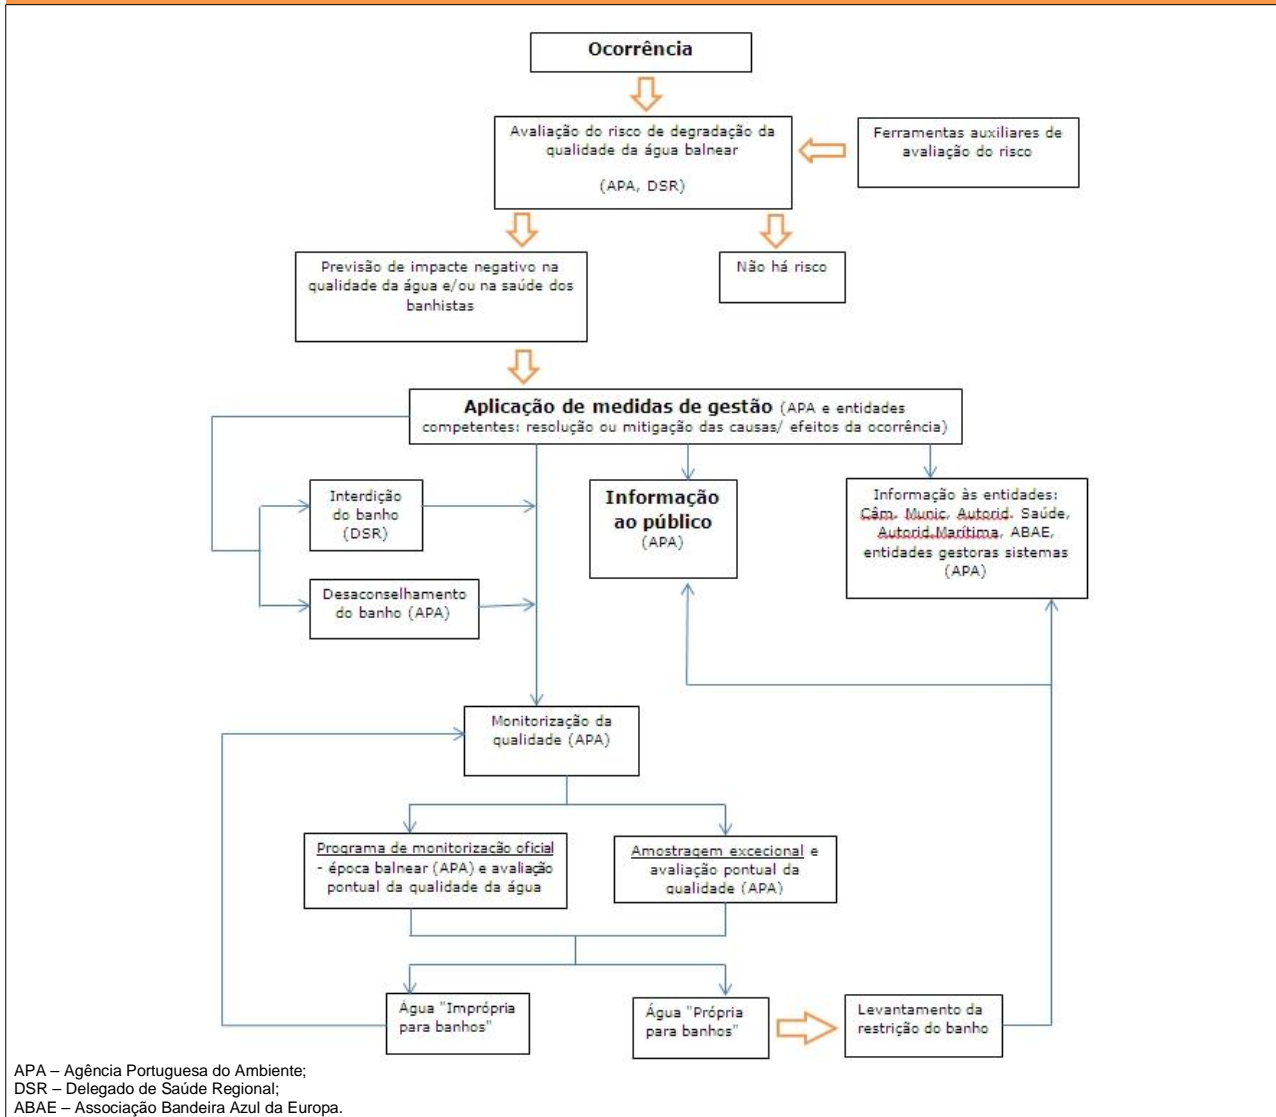 Ocorrência
Avaliação do risco de degradação da
qualidade da água balnear
(APA, DSR)
Ferramentas auxiliares de
avaliação do risco
Previsão de impacte negativo na
qualidade da água e/ou na saúde dos
banhistas
Não há risco
Aplicação de medidas de gestão (APA e entidades
competentes: resolução ou mitigação das causas/ efeitos da ocorrência)
Interdição
do banho
(DSR)
Informação
ao público
(APA)
Informação às entidades:
Câm. Munic, Autorid. Saúde,
Autorid.Marítima, ABAE,
entidades gestoras sistemas
(APA)
Desaconselhamento
do banho (APA)
Monitorização da
qualidade (APA)
Programa de monitorização oficial
- época balnear (APA) e avaliação
pontual da qualidade da água
Amostragem excecional e
avaliação pontual da
qualidade (APA)
Água "Imprópria
para banhos"
Água "Própria
para banhos"
Levantamento da
restrição do banho
APA – Agência Portuguesa do Ambiente;
DSR – Delegado de Saúde Regional;
ABAE – Associação Bandeira Azul da Europa.